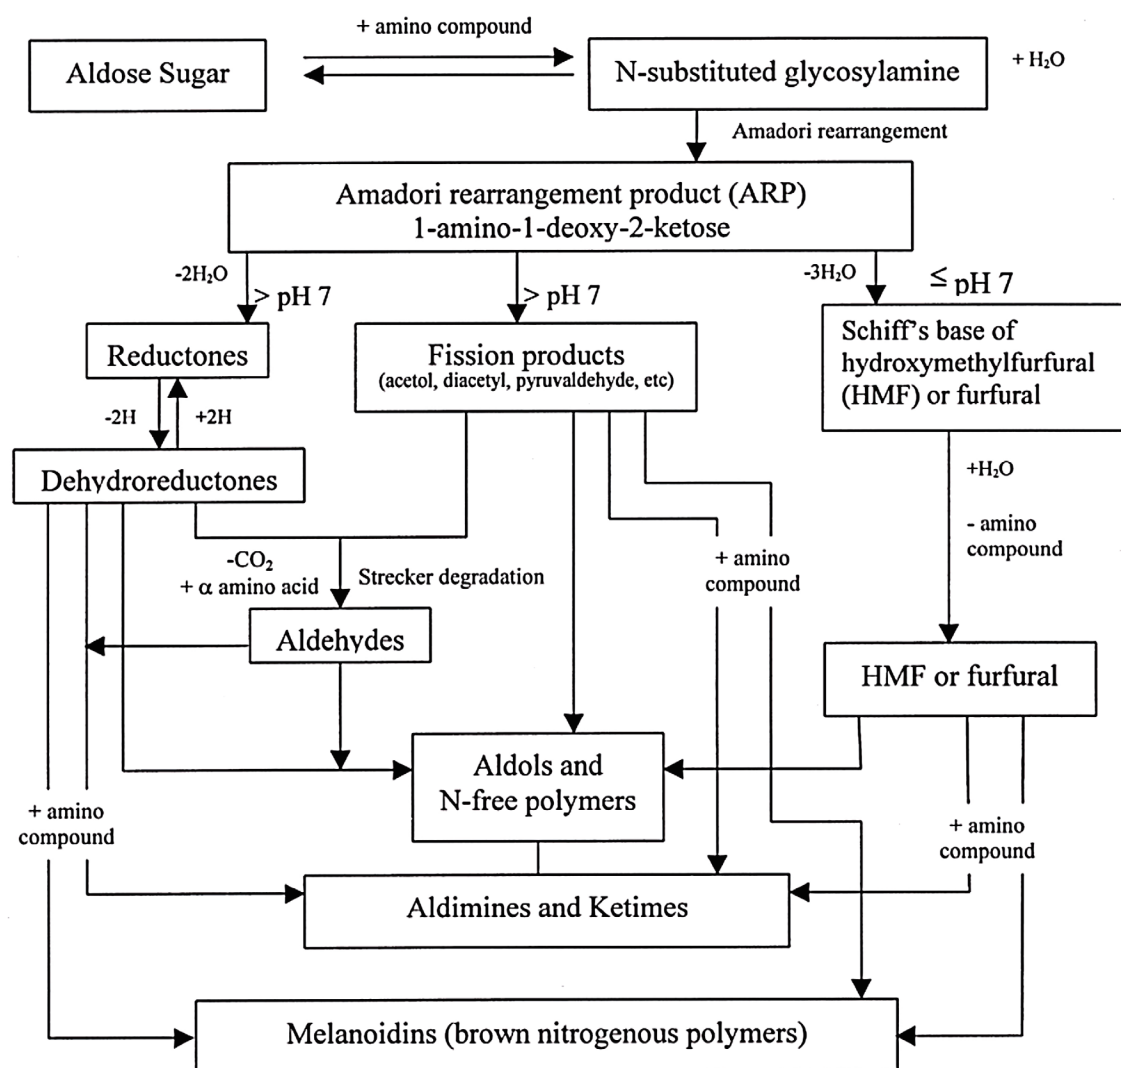 + amino compound
Aldose Sugar
N-substituted glycosylamine
+ H₂O
Amadori rearrangement
Amadori rearrangement product (ARP)
1-amino-1-deoxy-2-ketose
-2H₂O
> pH 7
> pH 7
-3H₂O
≤ pH 7
Reductones
Fission products
(acetol, diacetyl, pyruvaldehyde, etc)
Schiff's base of
hydroxymethylfurfural
(HMF) or furfural
-2H
+2H
Dehydroreductones
+H₂O
- amino
compound
-CO₂
+ α amino acid
Strecker degradation
+ amino
compound
Aldehydes
HMF or furfural
Aldols and
N-free polymers
+ amino
compound
+ amino
compound
Aldimines and Ketimes
Melanoidins (brown nitrogenous polymers)